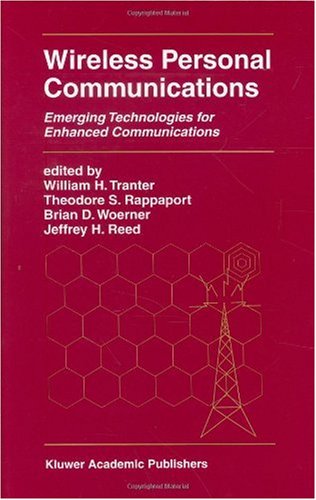 Wireless Personal
Communications
Emerging Technologies for
Enhanced Communications
edited by
William H. Tranter
Theodore S. Rappaport
Brian D. Woerner
Jeffrey H. Reed
Kluwer Academic Publishers